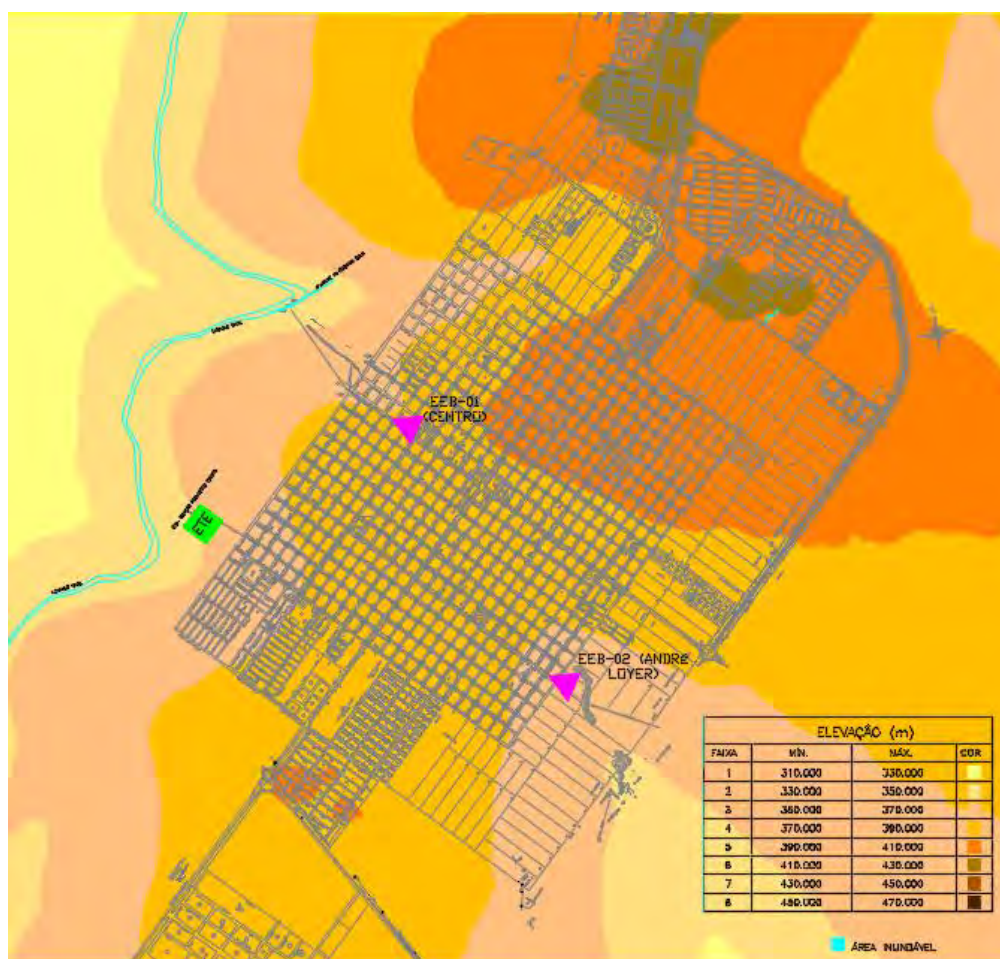 EEB-01
(CENTRO)
ETE
EEB-02 (ANDRÉ
LOYER)
ELEVAÇÃO (m)
FAIXA MÍN. MÁX. COR
1 310.000 330.000
2 330.000 350.000
3 350.000 370.000
4 370.000 390.000
5 390.000 410.000
6 410.000 430.000
7 430.000 450.000
8 450.000 470.000
ÁREA INUNDÁVEL